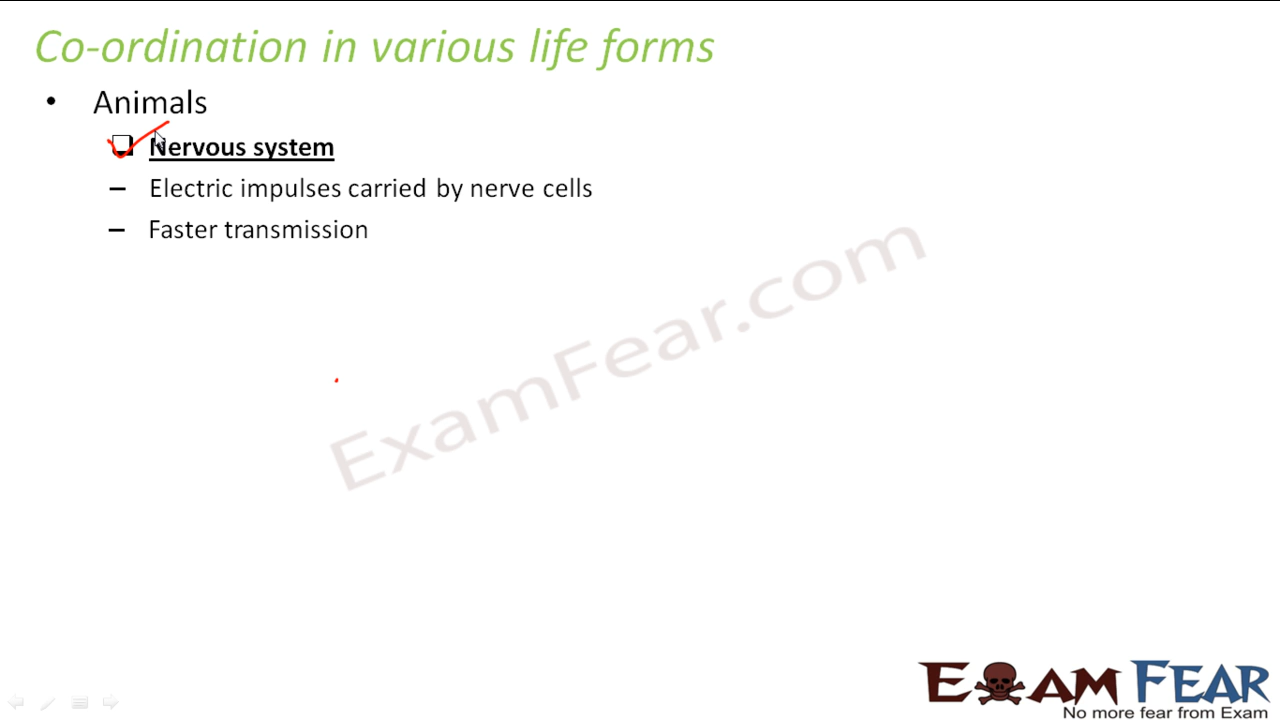 Co-ordination in various life forms
• Animals
Nervous system
– Electric impulses carried by nerve cells
– Faster transmission
ExamFear.com
EXAM FEAR
No more fear from Exam